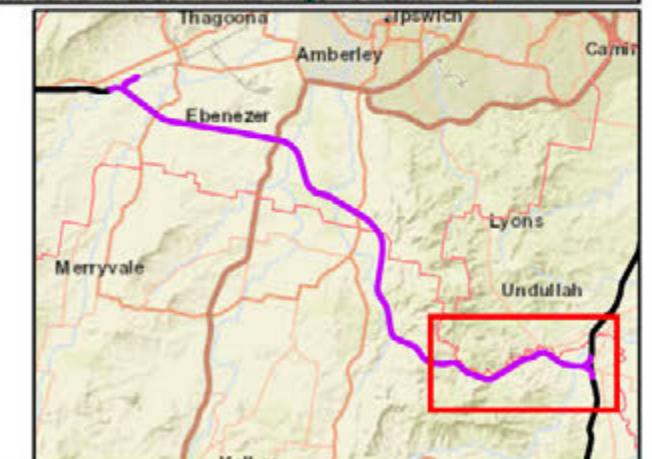 Thagoona
Ipswich
Amberley
Ebenezer
Lyons
Merryvale
Undullah